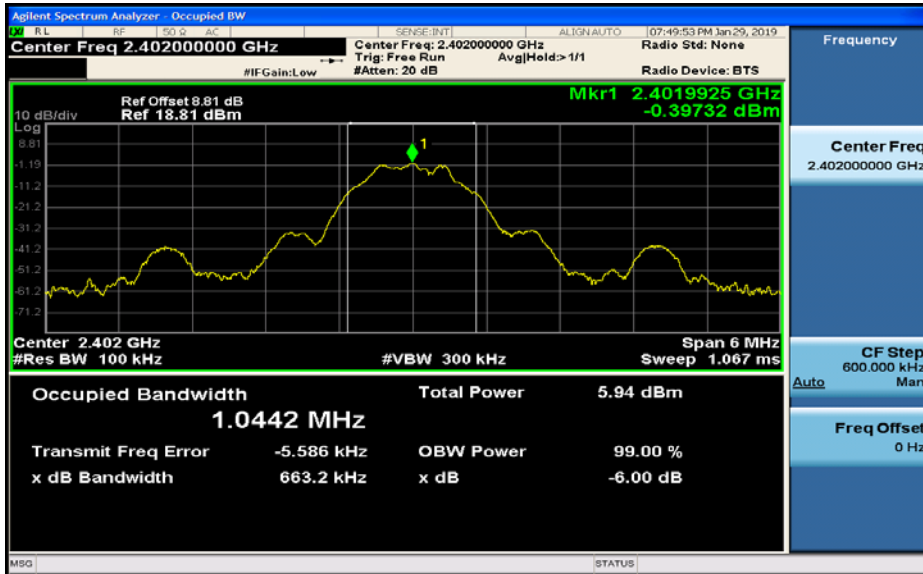 Agilent Spectrum Analyzer - Occupied BW
RL RF 50 Ω AC SENSE:INT ALIGN AUTO 07:49:53 PM Jan 29, 2019
Center Freq 2.402000000 GHz
Center Freq: 2.402000000 GHz
Radio Std: None
Trig: Free Run Avg|Hold:>1/1
#IFGain:Low
#Atten: 20 dB
Radio Device: BTS
Ref Offset 8.81 dB
Mkr1 2.4019925 GHz
10 dB/div Ref 18.81 dBm
-0.39732 dBm
Log
8.81
1
-1.19
-11.2
-21.2
-31.2
-41.2
-51.2
-61.2
-71.2
Center 2.402 GHz
Span 6 MHz
#Res BW 100 kHz
#VBW 300 kHz
Sweep 1.067 ms
Occupied Bandwidth
Total Power 5.94 dBm
1.0442 MHz
Transmit Freq Error -5.586 kHz
OBW Power 99.00 %
x dB Bandwidth 663.2 kHz
x dB -6.00 dB
MSG
STATUS
Frequency
Center Freq
2.402000000 GHz
CF Step
600.000 kHz
Auto Man
Freq Offset
0 Hz